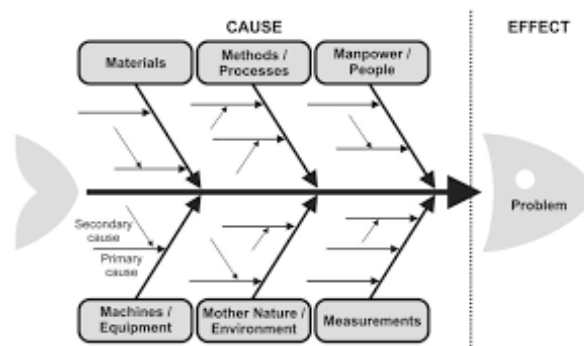 CAUSE
EFFECT
Materials
Methods /
Processes
Manpower /
People
Problem
Secondary
cause
Primary
cause
Machines /
Equipment
Mother Nature /
Environment
Measurements